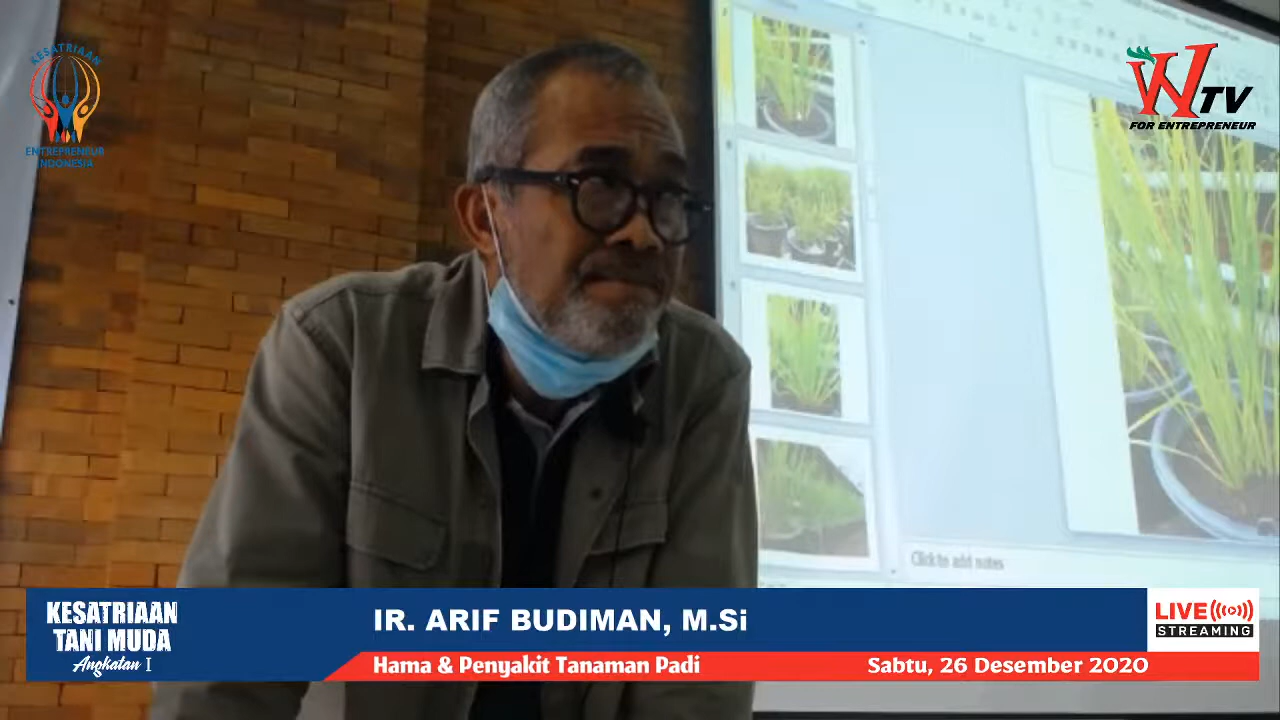 KESATRIAAN
ENTREPRENEUR
INDONESIA
WTV
FOR ENTREPRENEUR
Click to add notes
KESATRIAAN
TANI MUDA
Angkatan I
IR. ARIF BUDIMAN, M.Si
Hama & Penyakit Tanaman Padi
Sabtu, 26 Desember 2020
LIVE
STREAMING